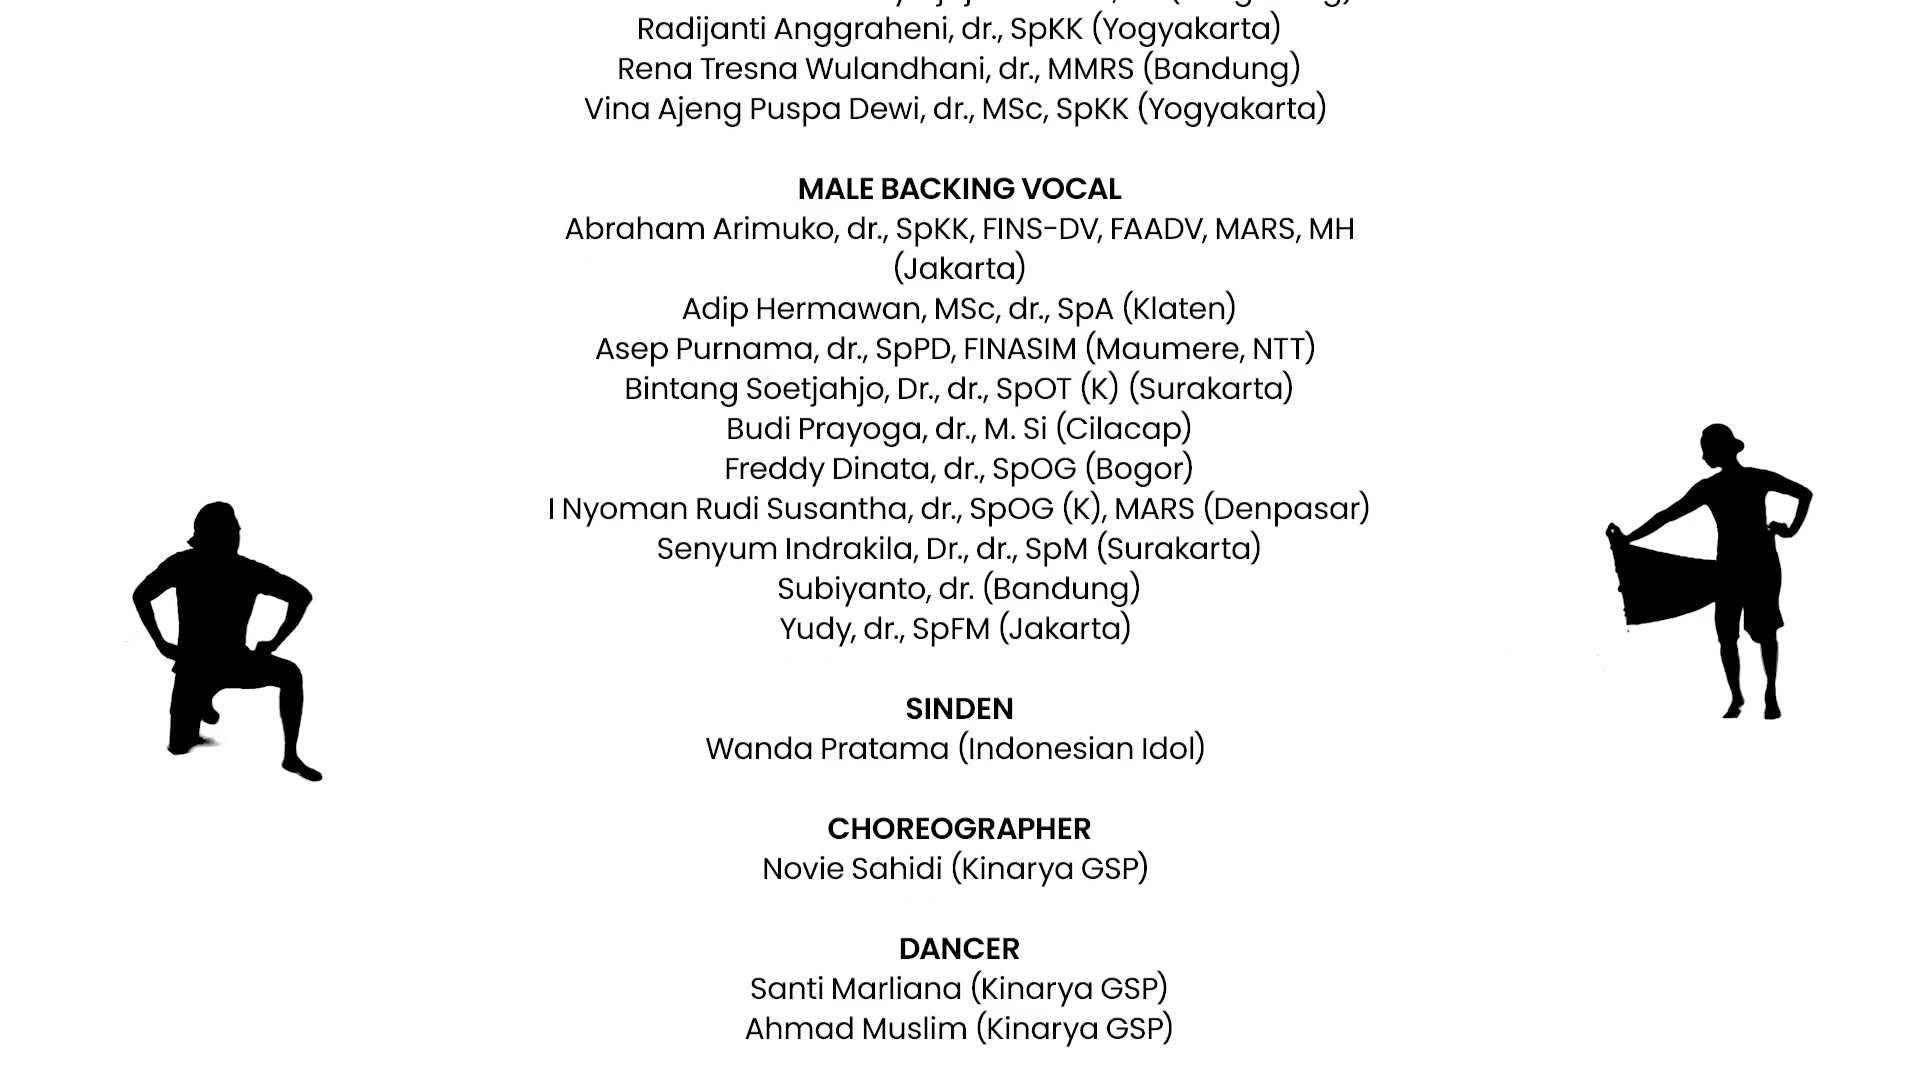 Radijanti Anggraheni, dr., SpKK (Yogyakarta)
Rena Tresna Wulandhani, dr., MMRS (Bandung)
Vina Ajeng Puspa Dewi, dr., MSc, SpKK (Yogyakarta)
MALE BACKING VOCAL
Abraham Arimuko, dr., SpKK, FINS-DV, FAADV, MARS, MH
(Jakarta)
Adip Hermawan, MSc, dr., SpA (Klaten)
Asep Purnama, dr., SpPD, FINASIM (Maumere, NTT)
Bintang Soetjahjo, Dr., dr., SpOT (K) (Surakarta)
Budi Prayoga, dr., M. Si (Cilacap)
Freddy Dinata, dr., SpOG (Bogor)
I Nyoman Rudi Susantha, dr., SpOG (K), MARS (Denpasar)
Senyum Indrakila, Dr., dr., SpM (Surakarta)
Subiyanto, dr. (Bandung)
Yudy, dr., SpFM (Jakarta)
SINDEN
Wanda Pratama (Indonesian Idol)
CHOREOGRAPHER
Novie Sahidi (Kinarya GSP)
DANCER
Santi Marliana (Kinarya GSP)
Ahmad Muslim (Kinarya GSP)